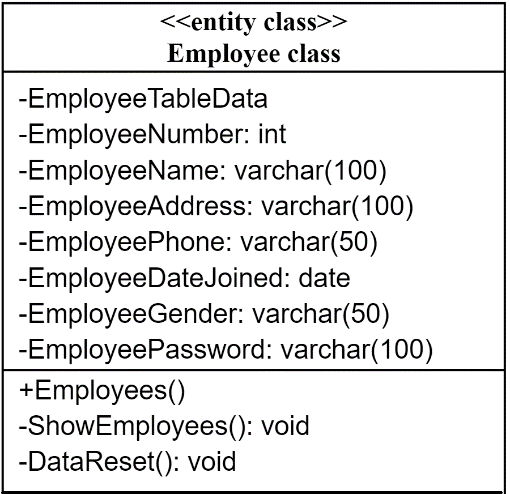 <<entity class>>
Employee class
-EmployeeTableData
-EmployeeNumber: int
-EmployeeName: varchar(100)
-EmployeeAddress: varchar(100)
-EmployeePhone: varchar(50)
-EmployeeDateJoined: date
-EmployeeGender: varchar(50)
-EmployeePassword: varchar(100)
+Employees()
-ShowEmployees(): void
-DataReset(): void